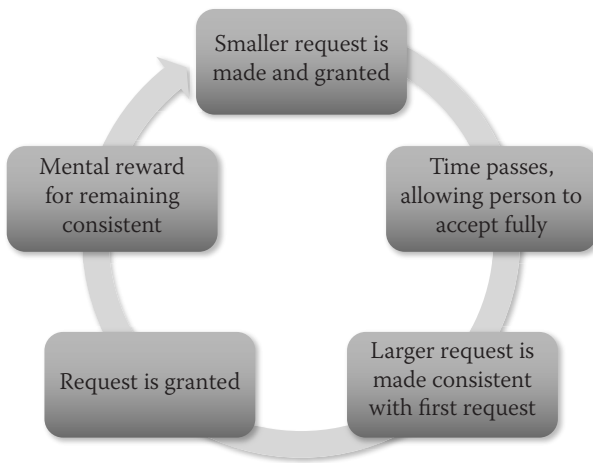 Smaller request is
made and granted
Time passes,
allowing person to
accept fully
Larger request is
made consistent
with first request
Request is granted
Mental reward
for remaining
consistent